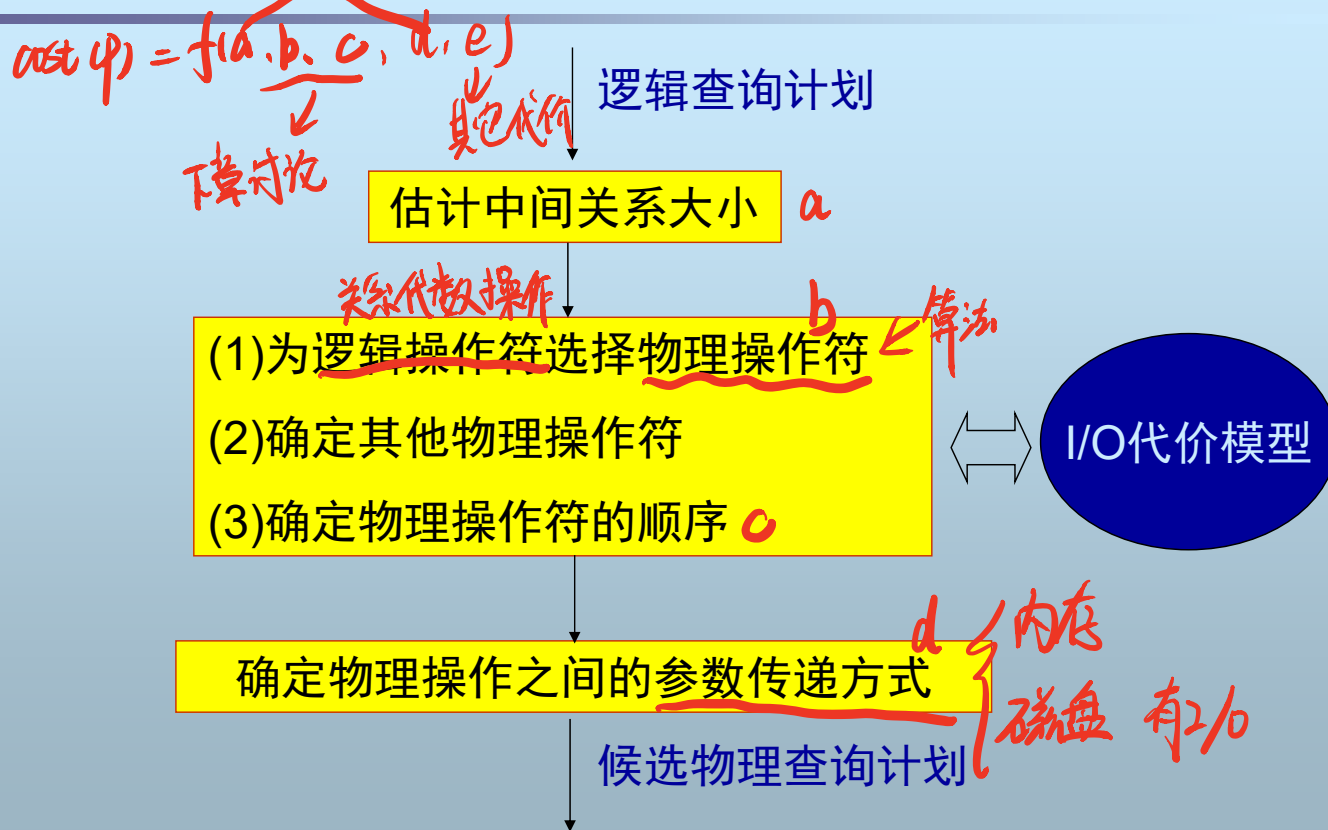 cost(φ) = f(a、b、c, d, e)
逻辑查询计划
其它代价
下章讨论
估计中间关系大小 a
关系代数操作
b
算法
(1)为逻辑操作符选择物理操作符
(2)确定其他物理操作符
(3)确定物理操作符的顺序 c
I/O代价模型
d
内存
确定物理操作之间的参数传递方式
磁盘 有I/O
候选物理查询计划